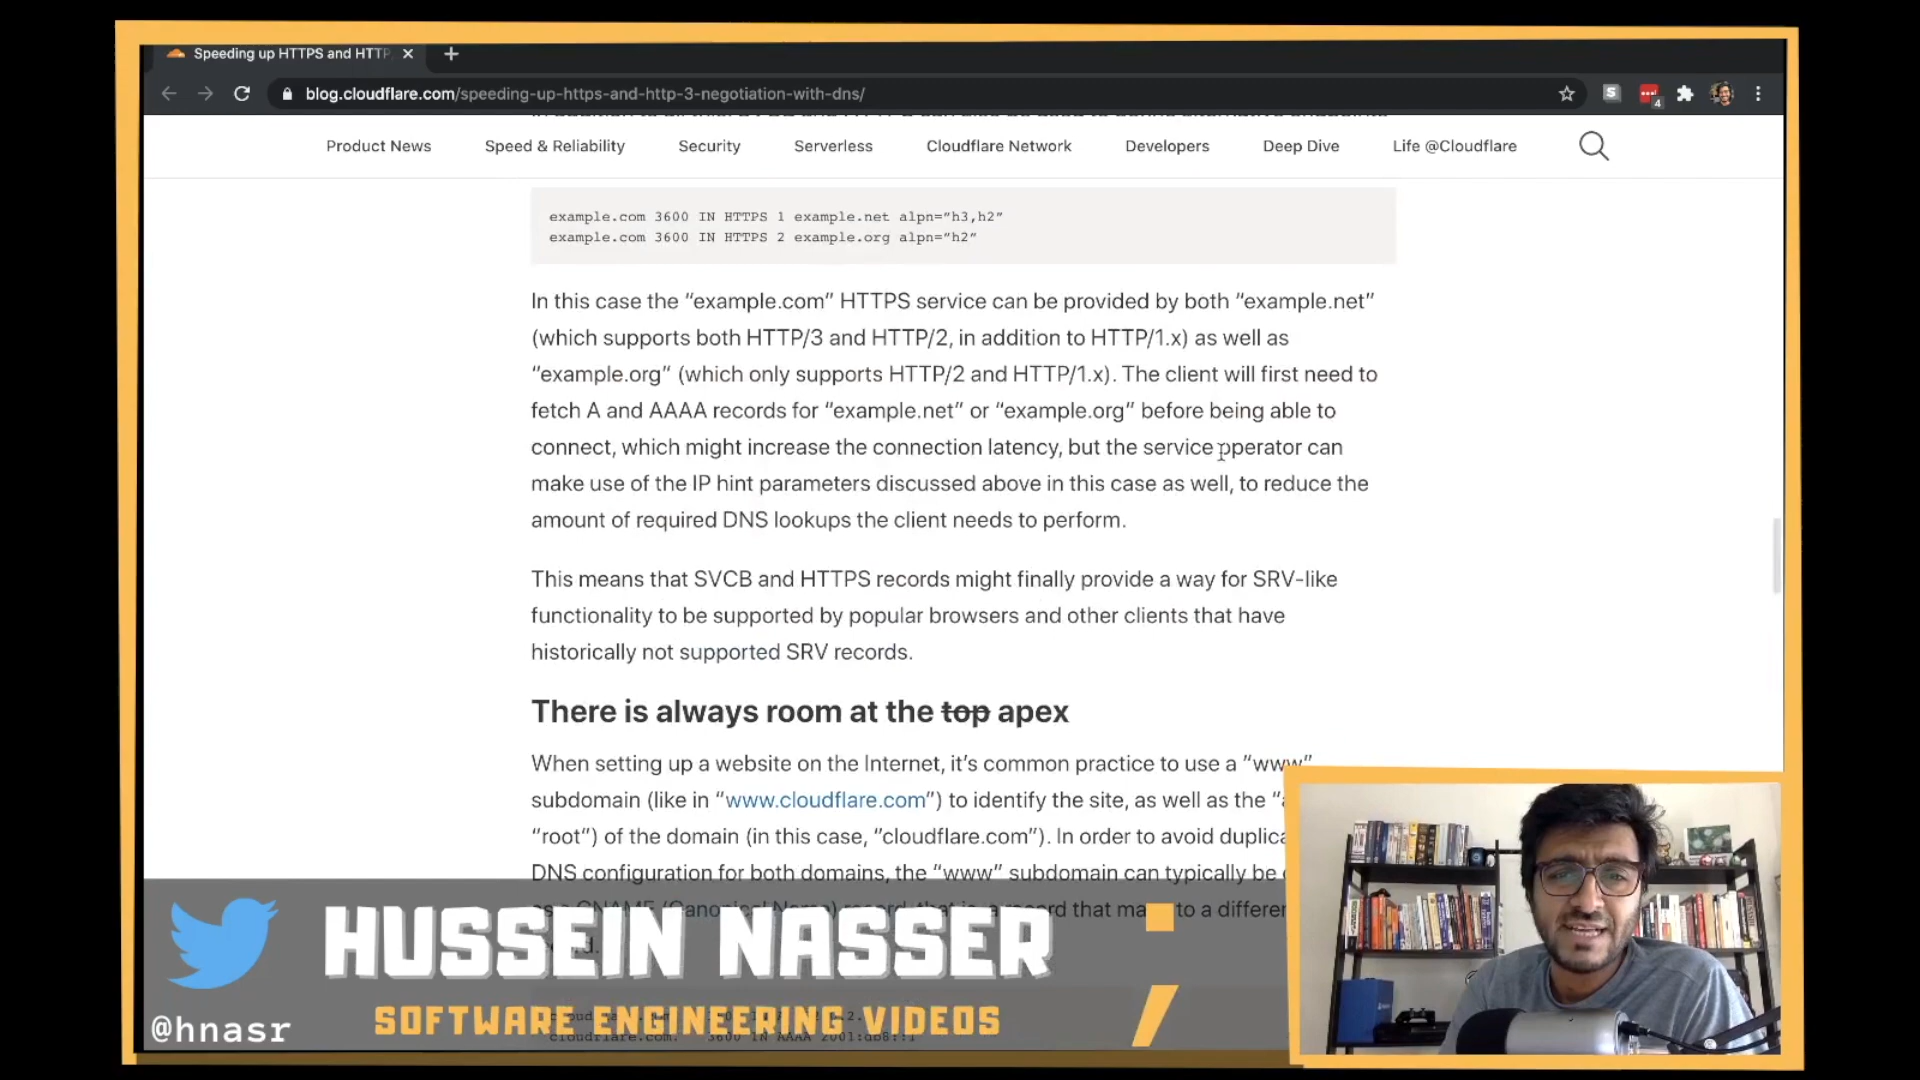 Speeding up HTTPS and HTTP
blog.cloudflare.com/speeding-up-https-and-http-3-negotiation-with-dns/
S
4
Product News
Speed & Reliability
Security
Serverless
Cloudflare Network
Developers
Deep Dive
Life @Cloudflare
example.com 3600 IN HTTPS 1 example.net alpn=”h3,h2”
example.com 3600 IN HTTPS 2 example.org alpn=”h2”
In this case the “example.com” HTTPS service can be provided by both “example.net”
(which supports both HTTP/3 and HTTP/2, in addition to HTTP/1.x) as well as
“example.org” (which only supports HTTP/2 and HTTP/1.x). The client will first need to
fetch A and AAAA records for “example.net” or “example.org” before being able to
connect, which might increase the connection latency, but the service operator can
make use of the IP hint parameters discussed above in this case as well, to reduce the
amount of required DNS lookups the client needs to perform.
This means that SVCB and HTTPS records might finally provide a way for SRV-like
functionality to be supported by popular browsers and other clients that have
historically not supported SRV records.
There is always room at the top apex
When setting up a website on the Internet, it’s common practice to use a “www”
subdomain (like in “www.cloudflare.com”) to identify the site, as well as the
“root”) of the domain (in this case, “cloudflare.com”). In order to avoid
DNS configuration for both domains, the “www” subdomain can typically be
record that to a
HUSSEIN NASSER ;
SOFTWARE ENGINEERING VIDEOS
@hnasr